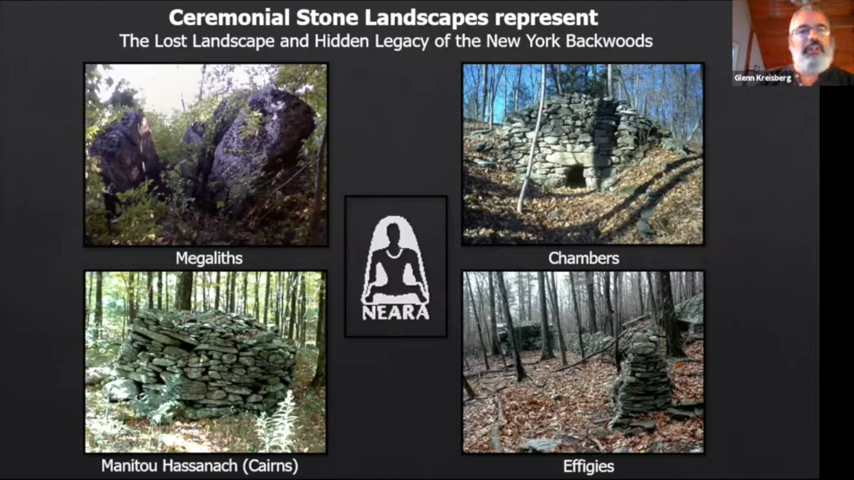 Ceremonial Stone Landscapes represent
The Lost Landscape and Hidden Legacy of the New York Backwoods
Glenn Kreisberg
Megaliths
Chambers
NEARA
Manitou Hassanach (Cairns)
Effigies